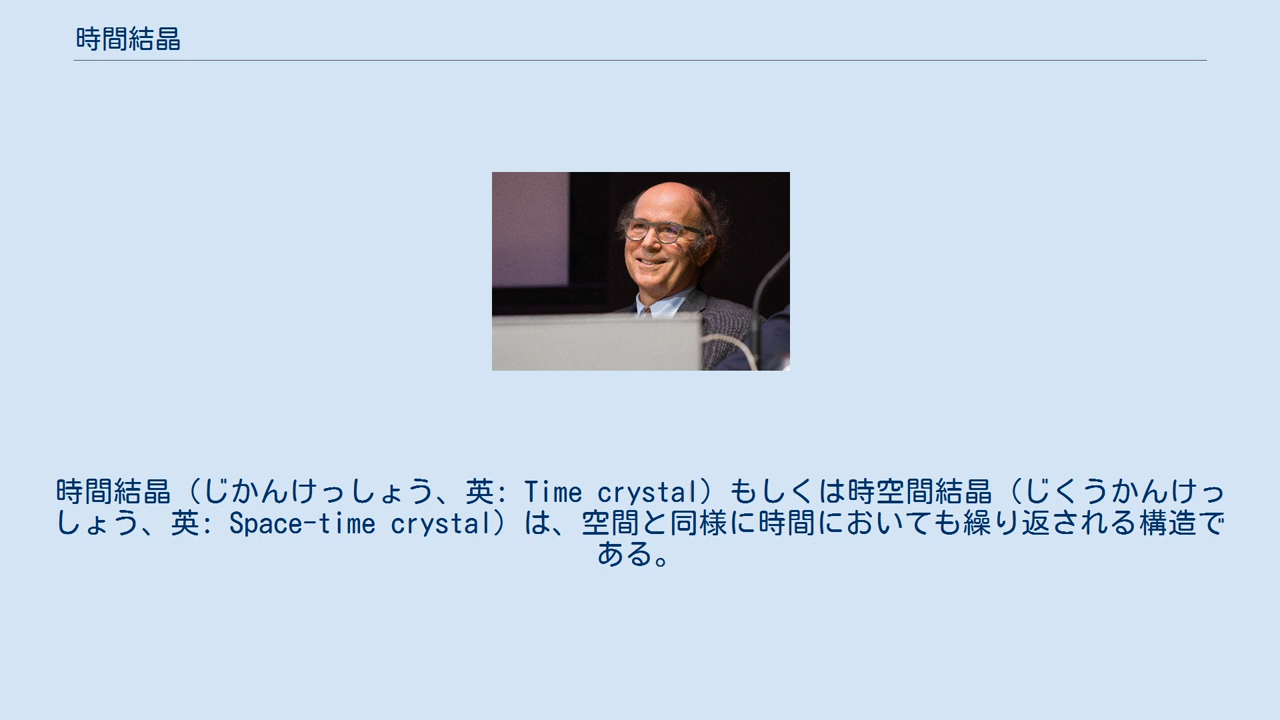 時間結晶
時間結晶（じかんけっしょう、英: Time crystal）もしくは時空間結晶（じくうかんけっ
しょう、英: Space-time crystal）は、空間と同様に時間においても繰り返される構造で
ある。